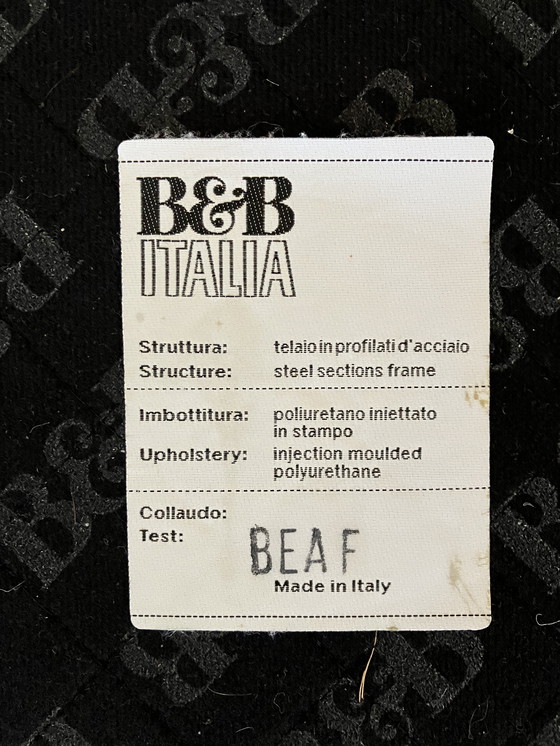 B&B
ITALIA
Struttura: telaio in profilati d'acciaio
Structure: steel sections frame
Imbottitura: poliuretano iniettato
in stampo
Upholstery: injection moulded
polyurethane
Collaudo:
Test: BEAF
Made in Italy